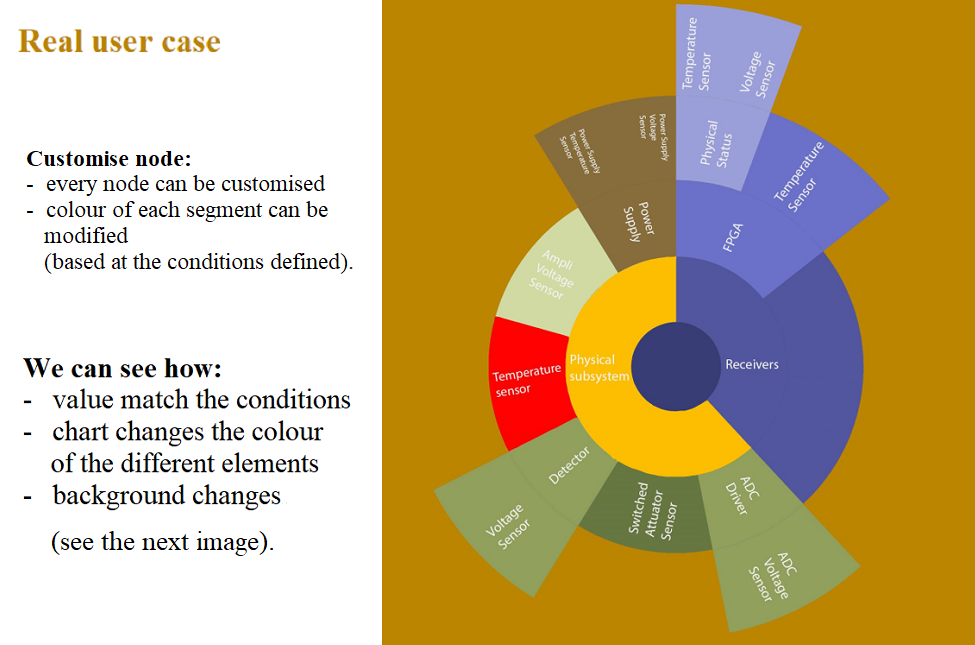 Real user case
Customise node:
- every node can be customised
- colour of each segment can be
modified
(based at the conditions defined).
We can see how:
- value match the conditions
- chart changes the colour
of the different elements
- background changes
(see the next image).
Temperature
Sensor
Voltage
Sensor
Physical
Status
Temperature
Sensor
FPGA
Receivers
Power Supply
Temperature
Sensor
Power Supply
Voltage
Sensor
Power
Supply
Ampli
Voltage
Sensor
Temperature
sensor
Physical
subsystem
Detector
Voltage
Sensor
Switched
Attuator
Sensor
ADC
Driver
ADC
Voltage
Sensor